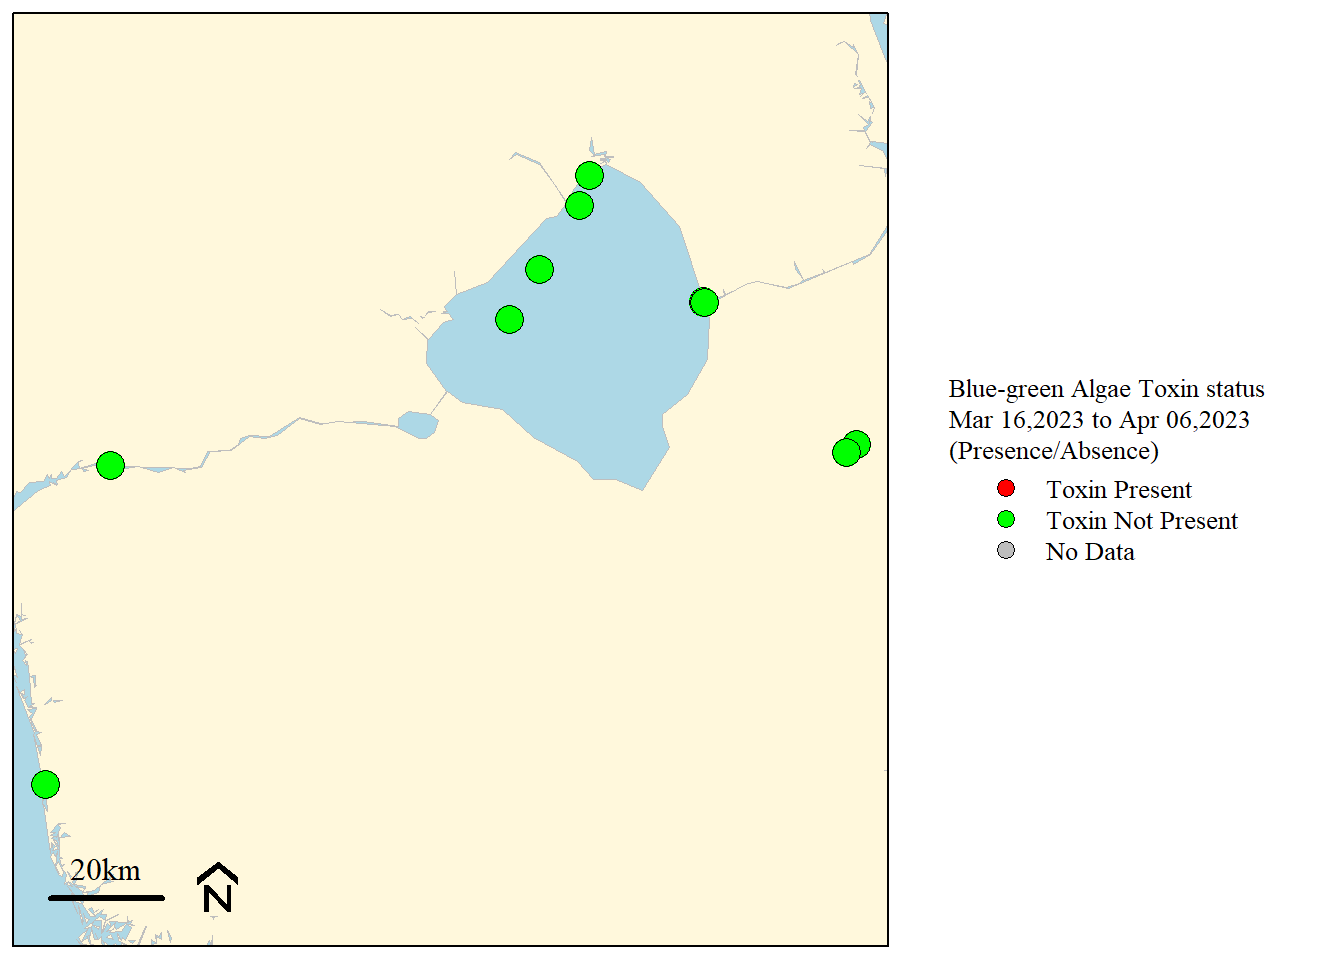 Blue-green Algae Toxin status
Mar 16,2023 to Apr 06,2023
(Presence/Absence)
Toxin Present
Toxin Not Present
No Data
20km
N